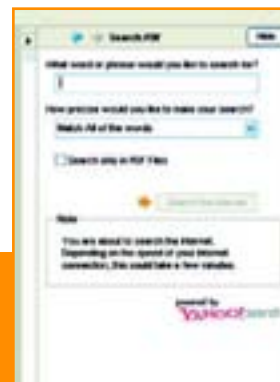 Search PDF
Hide
What word or phrase would you like to search for?
How precise would you like to make your search?
Match All of the words
Search only in PDF Files
Search the Internet
Note
You are about to search the Internet.
Depending on the speed of your Internet
connection, this could take a few minutes.
powered by
YAHOO! search